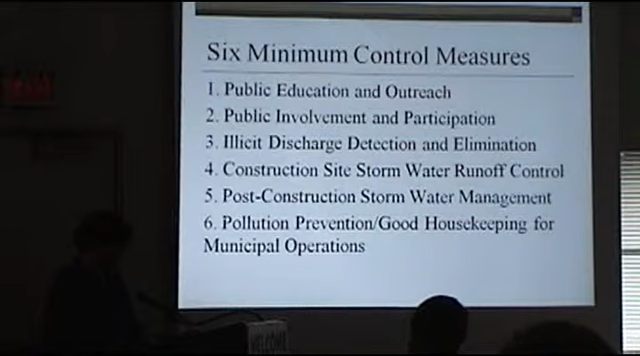 Six Minimum Control Measures
1. Public Education and Outreach
2. Public Involvement and Participation
3. Illicit Discharge Detection and Elimination
4. Construction Site Storm Water Runoff Control
5. Post-Construction Storm Water Management
6. Pollution Prevention/Good Housekeeping for
Municipal Operations